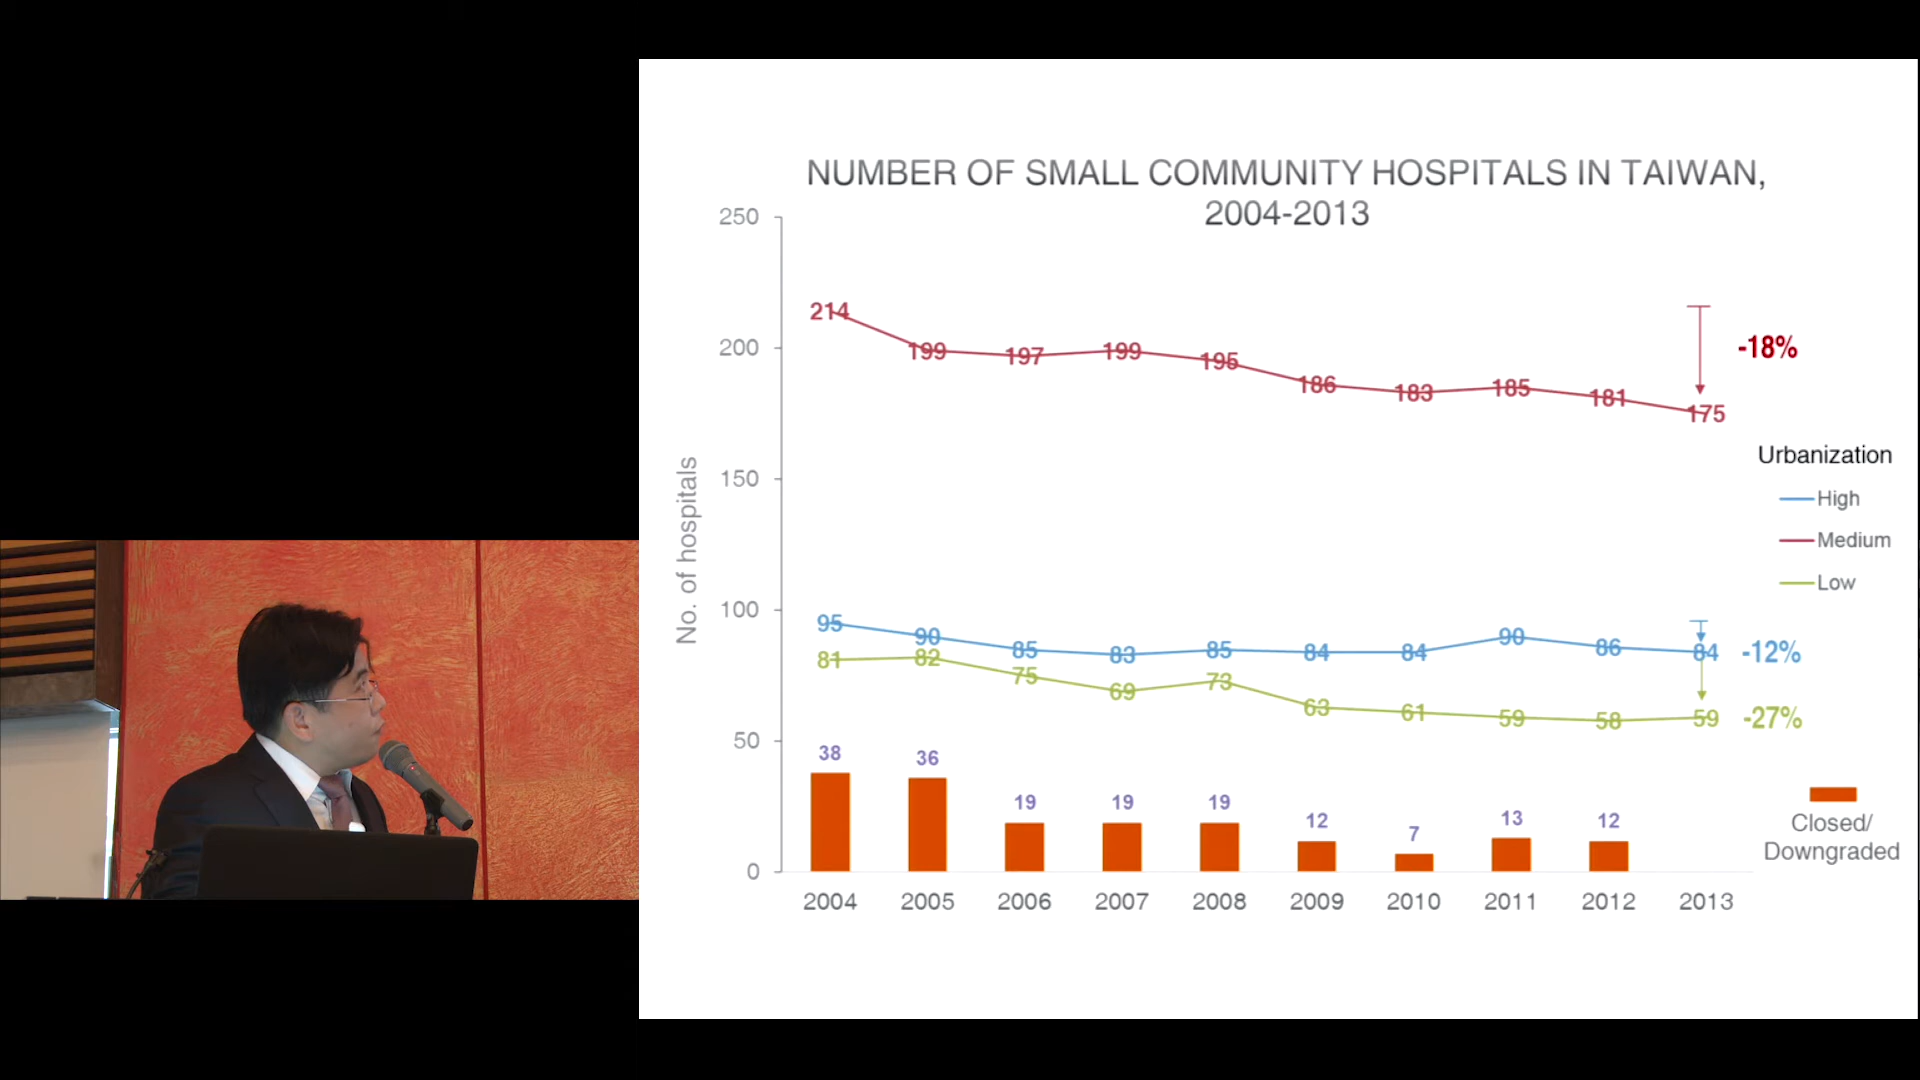 NUMBER OF SMALL COMMUNITY HOSPITALS IN TAIWAN,
2004-2013
No. of hospitals
250
200
150
100
50
0
214 199 197 199 195 186 183 185 181 175
-18%
Urbanization
High
Medium
Low
95 90 85 83 85 84 84 90 86 84
-12%
81 82 75 69 73 63 61 59 58 59
-27%
38 36 19 19 19 12 7 13 12
Closed/
Downgraded
2004 2005 2006 2007 2008 2009 2010 2011 2012 2013